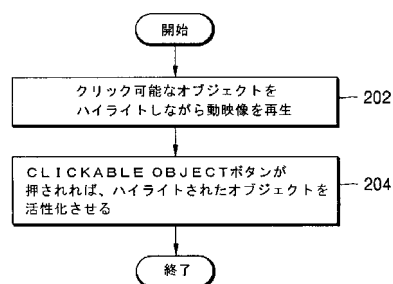 開始
クリック可能なオブジェクトを
ハイライトしながら動映像を再生
202
CLICKABLE OBJECTボタンが
押されれば、ハイライトされたオブジェクトを
活性化させる
204
終了